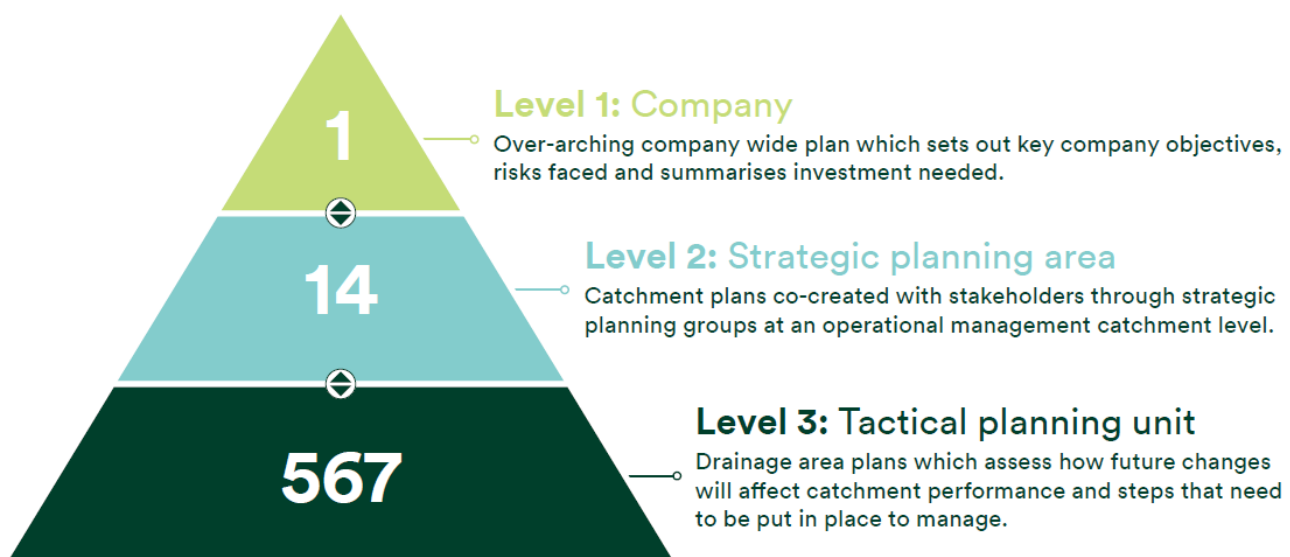 1
Level 1: Company
Over-arching company wide plan which sets out key company objectives,
risks faced and summarises investment needed.
14
Level 2: Strategic planning area
Catchment plans co-created with stakeholders through strategic
planning groups at an operational management catchment level.
567
Level 3: Tactical planning unit
Drainage area plans which assess how future changes
will affect catchment performance and steps that need
to be put in place to manage.